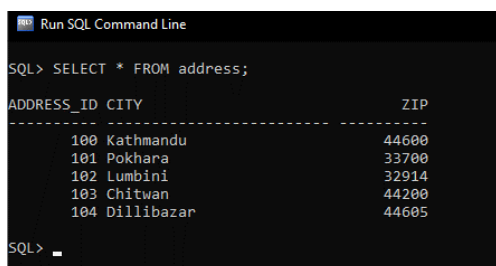 Run SQL Command Line
SQL> SELECT * FROM address;
ADDRESS_ID CITY                             ZIP
---------- ------------------------- ----------
       100 Kathmandu                      44600
       101 Pokhara                        33700
       102 Lumbini                        32914
       103 Chitwan                        44200
       104 Dillibazar                     44605
SQL> _